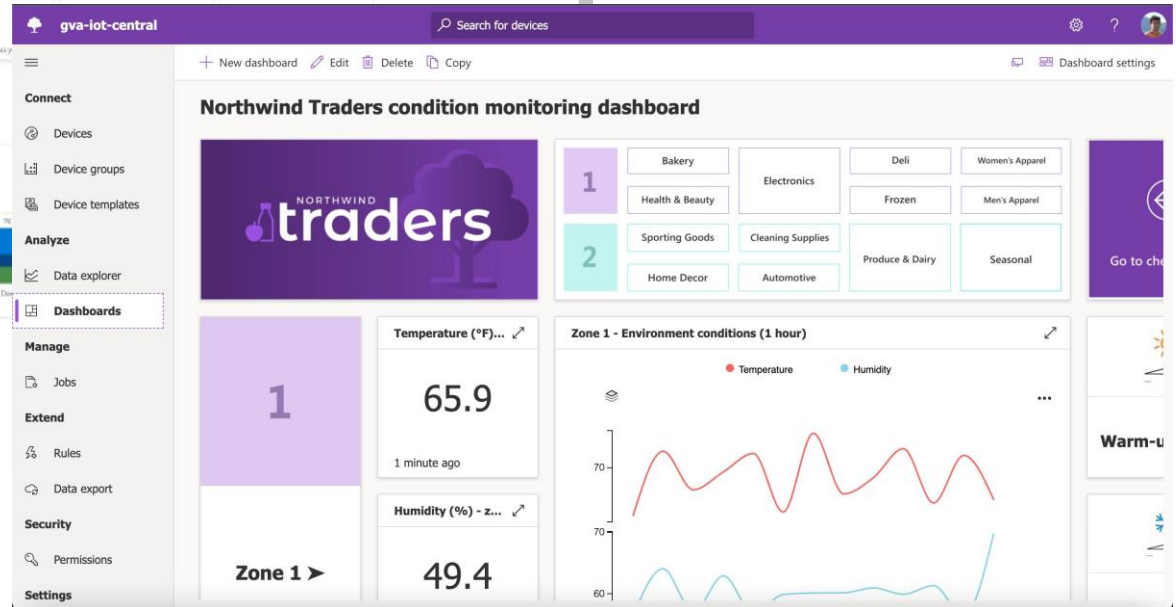 gva-iot-central
Search for devices
?
New dashboard Edit Delete Copy
Dashboard settings
Connect
Devices
Device groups
Device templates
Analyze
Data explorer
Dashboards
Manage
Jobs
Extend
Rules
Data export
Security
Permissions
Settings
Northwind Traders condition monitoring dashboard
NORTHWIND
traders
1
Bakery
Electronics
Deli
Women's Apparel
Health & Beauty
Frozen
Men's Apparel
2
Sporting Goods
Cleaning Supplies
Produce & Dairy
Seasonal
Home Decor
Automotive
Go to che
1
Zone 1 ➤
Temperature (°F)...
65.9
1 minute ago
Humidity (%) - z...
49.4
Zone 1 - Environment conditions (1 hour)
Temperature
Humidity
70
70
60
Warm-u